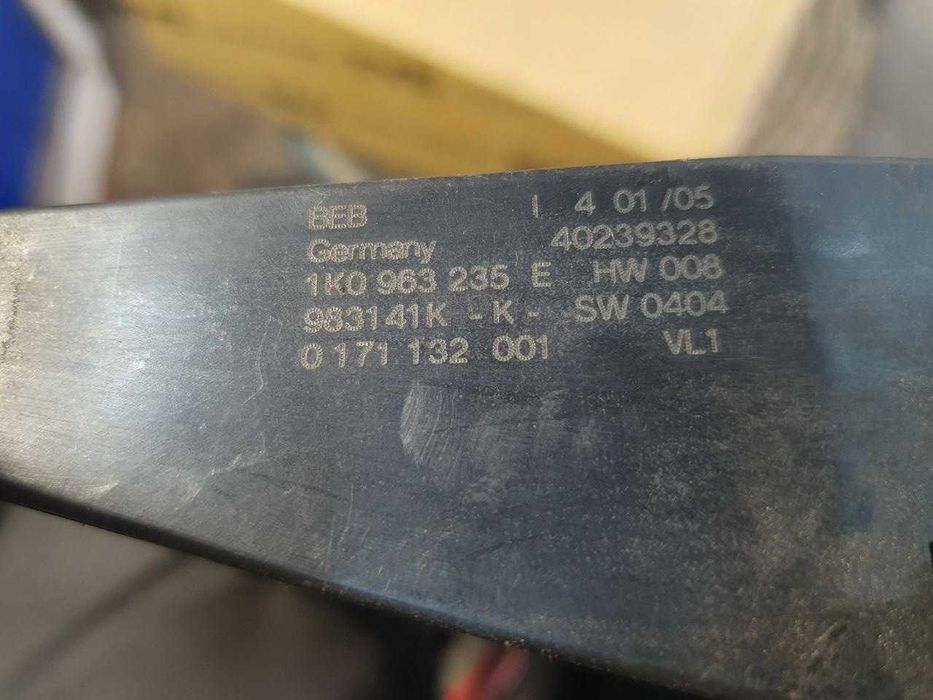 BEB I 4 01/05
Germany 40239328
1K0 963 235 E HW 008
983141K -K- SW 0404
0 171 132 001 VL1